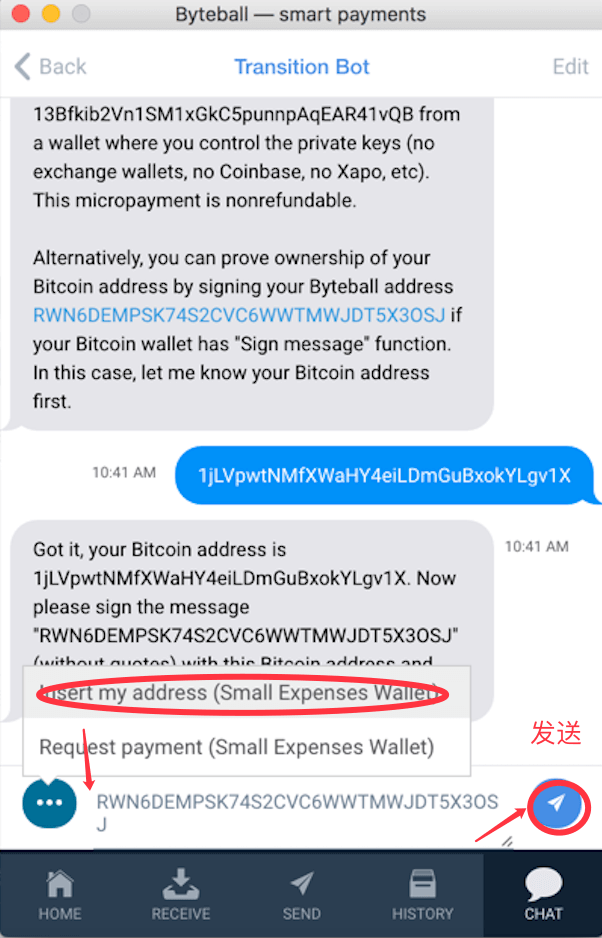 Byteball — smart payments
Back
Transition Bot
Edit
13Bfkib2Vn1SM1xGkC5punnpAqEAR41vQB from
a wallet where you control the private keys (no
exchange wallets, no Coinbase, no Xapo, etc).
This micropayment is nonrefundable.
Alternatively, you can prove ownership of your
Bitcoin address by signing your Byteball address
RWN6DEMPSK74S2CVC6WWTMWJDT5X3OSJ if
your Bitcoin wallet has "Sign message" function.
In this case, let me know your Bitcoin address
first.
10:41 AM
1jLVpwtNMfXWaHY4eiLDmGuBxokYLgv1X
Got it, your Bitcoin address is
10:41 AM
1jLVpwtNMfXWaHY4eiLDmGuBxokYLgv1X. Now
please sign the message
"RWN6DEMPSK74S2CVC6WWTMWJDT5X3OSJ"
(without quotes) with this Bitcoin address and
Insert my address (Small Expenses Wallet)
Request payment (Small Expenses Wallet)
发送
RWN6DEMPSK74S2CVC6WWTMWJDT5X3OS
J
HOME
RECEIVE
SEND
HISTORY
CHAT